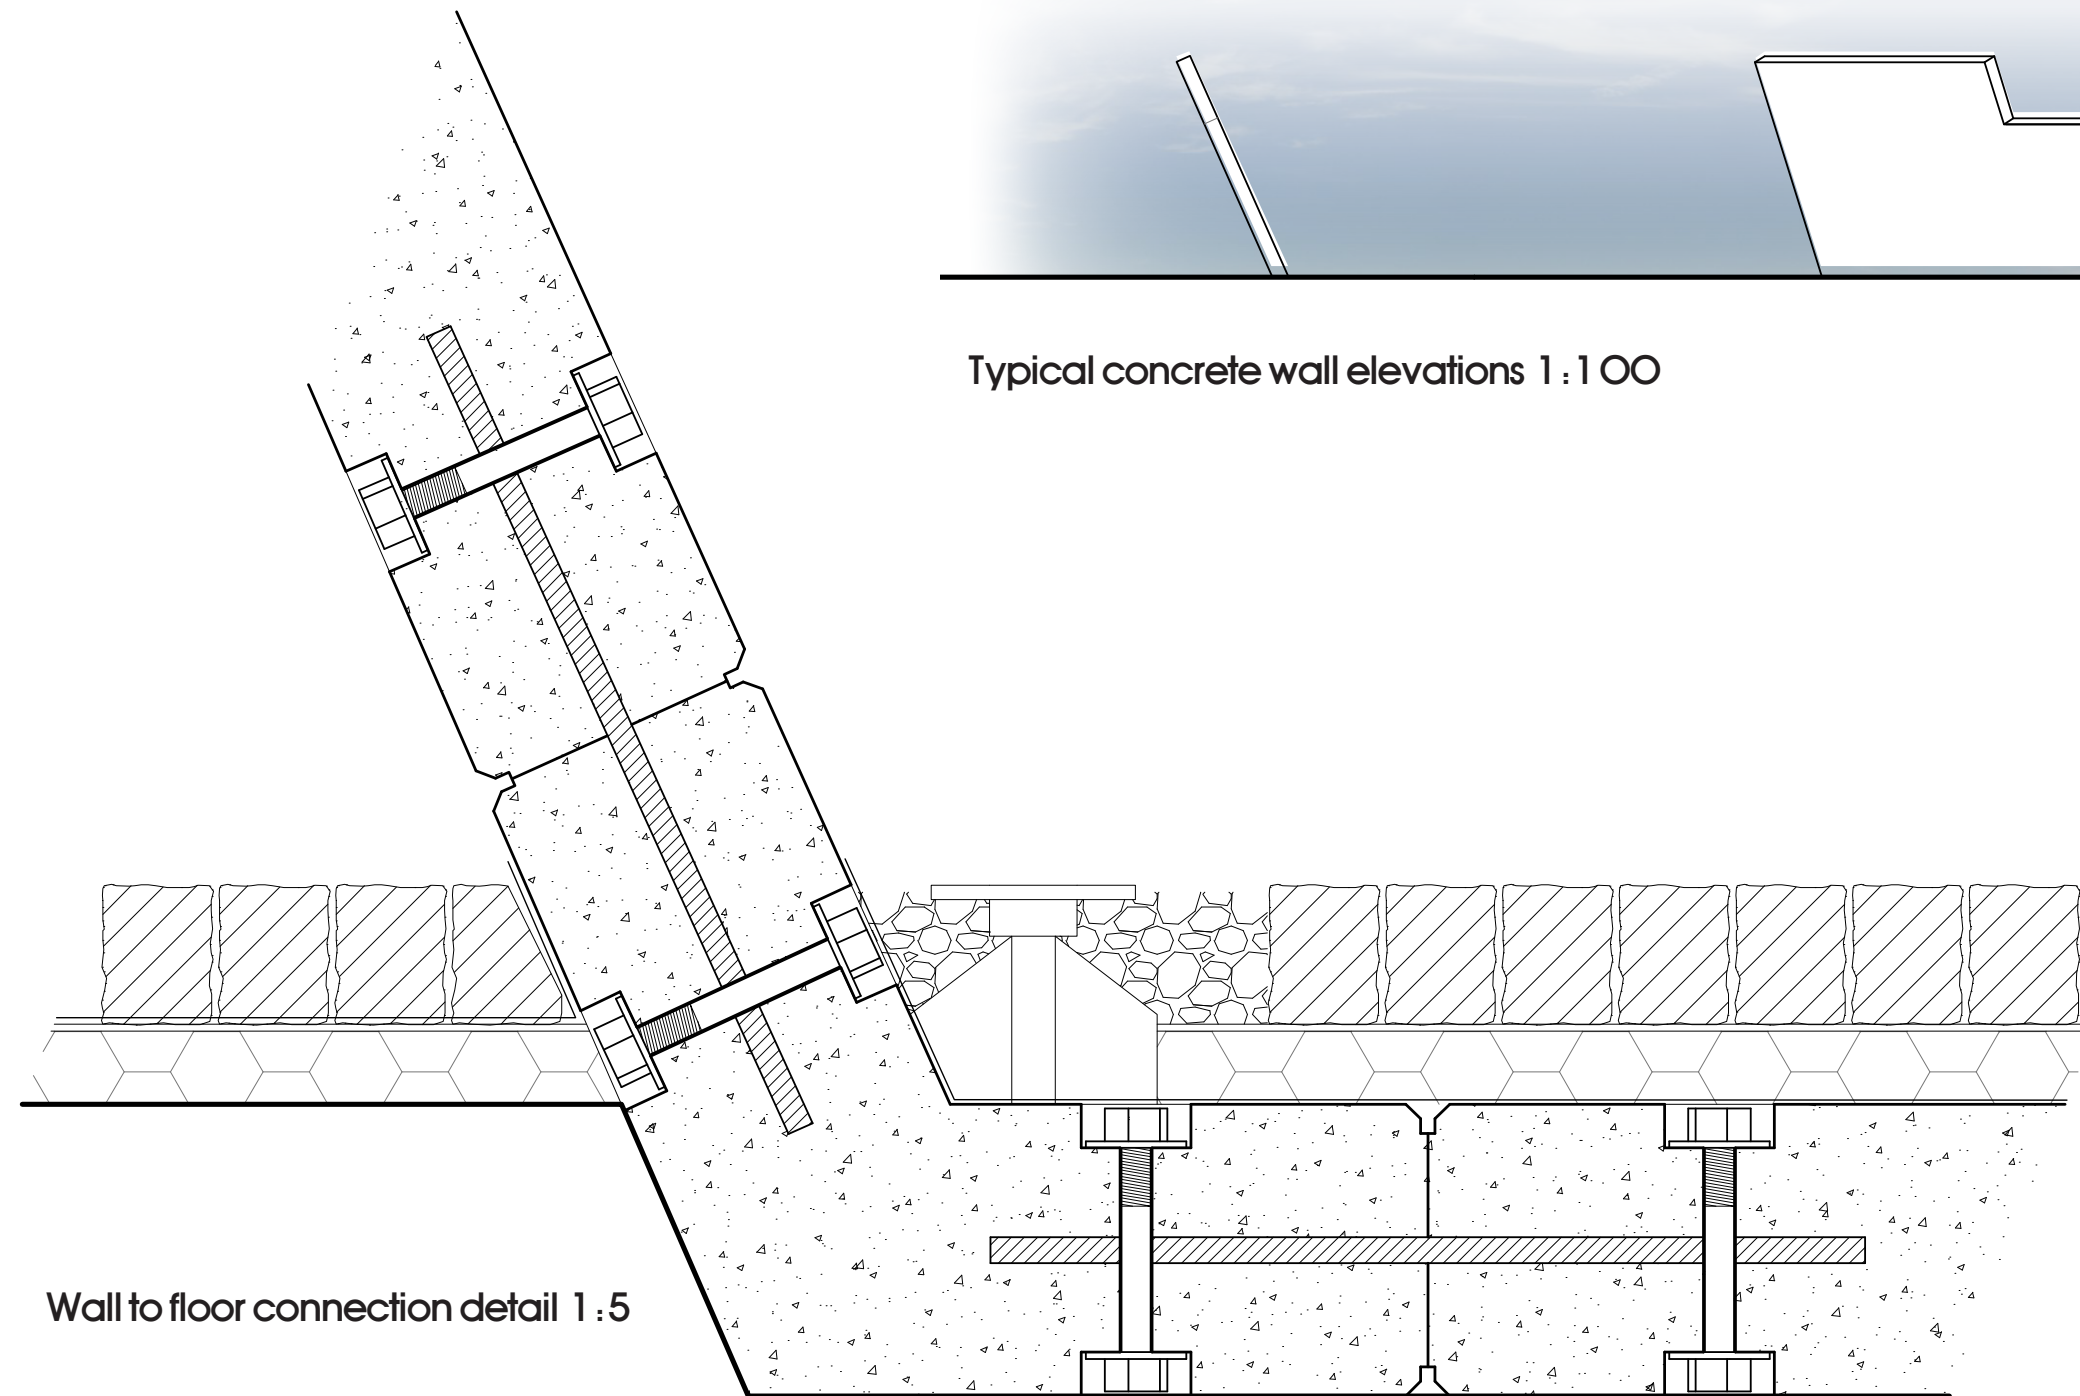 Typical concrete wall elevations 1:100
Wall to floor connection detail 1:5